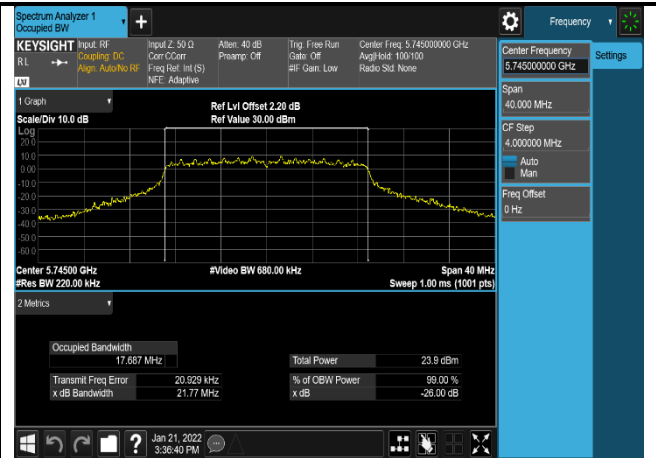 Spectrum Analyzer 1
Occupied BW
+
Frequency
KEYSIGHT
RL
LXI
Input: RF
Coupling: DC
Align: Auto/No RF
Input Z: 50 Ω
Corr CCorr
Freq Ref: Int (S)
NFE: Adaptive
Atten: 40 dB
Preamp: Off
Trig: Free Run
Gate: Off
#IF Gain: Low
Center Freq: 5.745000000 GHz
Avg|Hold: 100/100
Radio Std: None
Center Frequency
5.745000000 GHz
Settings
Span
40.000 MHz
CF Step
4.000000 MHz
Auto
Man
Freq Offset
0 Hz
1 Graph
Scale/Div 10.0 dB
Ref Lvl Offset 2.20 dB
Ref Value 30.00 dBm
Log
20.0
10.0
0.00
-10.0
-20.0
-30.0
-40.0
-50.0
-60.0
Center 5.74500 GHz
#Res BW 220.00 kHz
#Video BW 680.00 kHz
Span 40 MHz
Sweep 1.00 ms (1001 pts)
2 Metrics
Occupied Bandwidth
17.687 MHz
Transmit Freq Error 20.929 kHz
x dB Bandwidth 21.77 MHz
Total Power 23.9 dBm
% of OBW Power 99.00 %
x dB -26.00 dB
?
Jan 21, 2022
3:36:40 PM